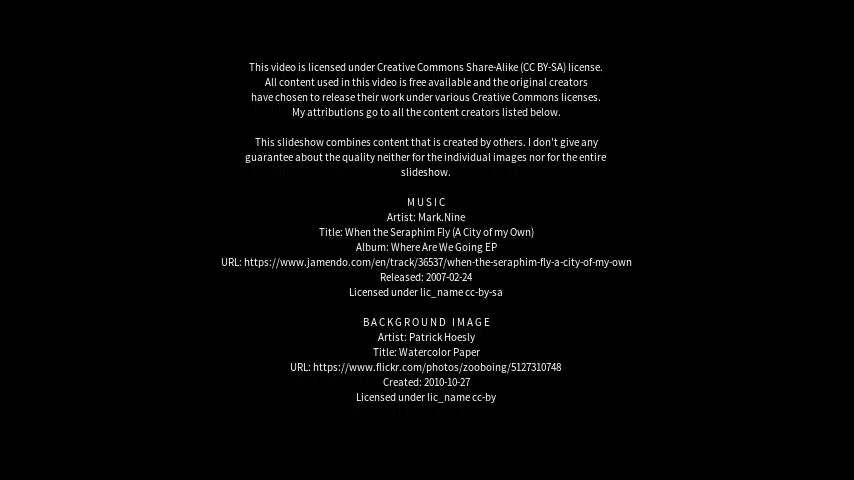 This video is licensed under Creative Commons Share-Alike (CC BY-SA) license.
All content used in this video is free available and the original creators
have chosen to release their work under various Creative Commons licenses.
My attributions go to all the content creators listed below.
This slideshow combines content that is created by others. I don't give any
guarantee about the quality neither for the individual images nor for the entire
slideshow.
MUSIC
Artist: Mark.Nine
Title: When the Seraphim Fly (A City of my Own)
Album: Where Are We Going EP
URL: https://www.jamendo.com/en/track/36537/when-the-seraphim-fly-a-city-of-my-own
Released: 2007-02-24
Licensed under lic_name cc-by-sa
BACKGROUND IMAGE
Artist: Patrick Hoesly
Title: Watercolor Paper
URL: https://www.flickr.com/photos/zooboing/5127310748
Created: 2010-10-27
Licensed under lic_name cc-by